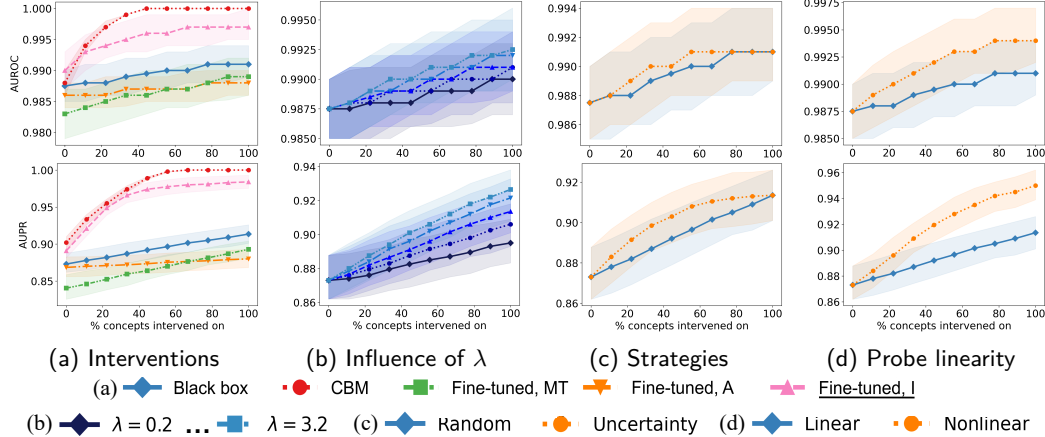 1.000
0.995
0.990
0.985
0.980
AUROC
0 20 40 60 80 100
0.9925
0.9900
0.9875
0.9850
0 20 40 60 80 100
0.994
0.992
0.990
0.988
0.986
0 20 40 60 80 100
0.9975
0.9950
0.9925
0.9900
0.9875
0.9850
0 20 40 60 80 100
1.00
0.95
0.90
0.85
AUPR
0 20 40 60 80 100
% concepts intervened on
0.94
0.92
0.90
0.88
0.86
0 20 40 60 80 100
% concepts intervened on
0.92
0.90
0.88
0.86
0 20 40 60 80 100
% concepts intervened on
0.96
0.94
0.92
0.90
0.88
0.86
0 20 40 60 80 100
% concepts intervened on
(a) Interventions (b) Influence of λ (c) Strategies (d) Probe linearity
(a) Black box CBM Fine-tuned, MT Fine-tuned, A Fine-tuned, I
(b) λ = 0.2 ... λ = 3.2 (c) Random Uncertainty (d) Linear Nonlinear